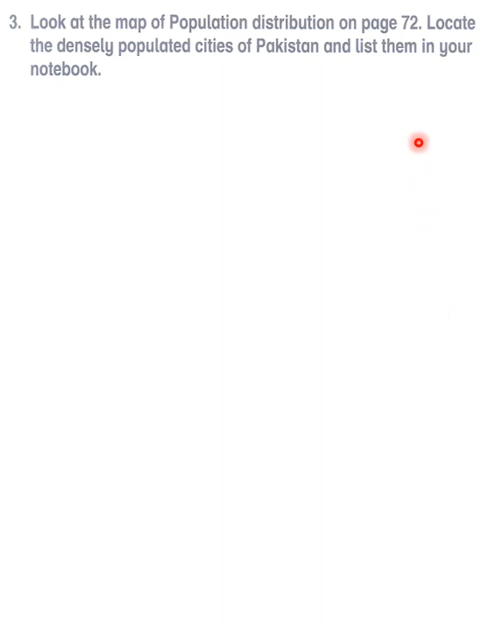 3. Look at the map of Population distribution on page 72. Locate
the densely populated cities of Pakistan and list them in your
notebook.